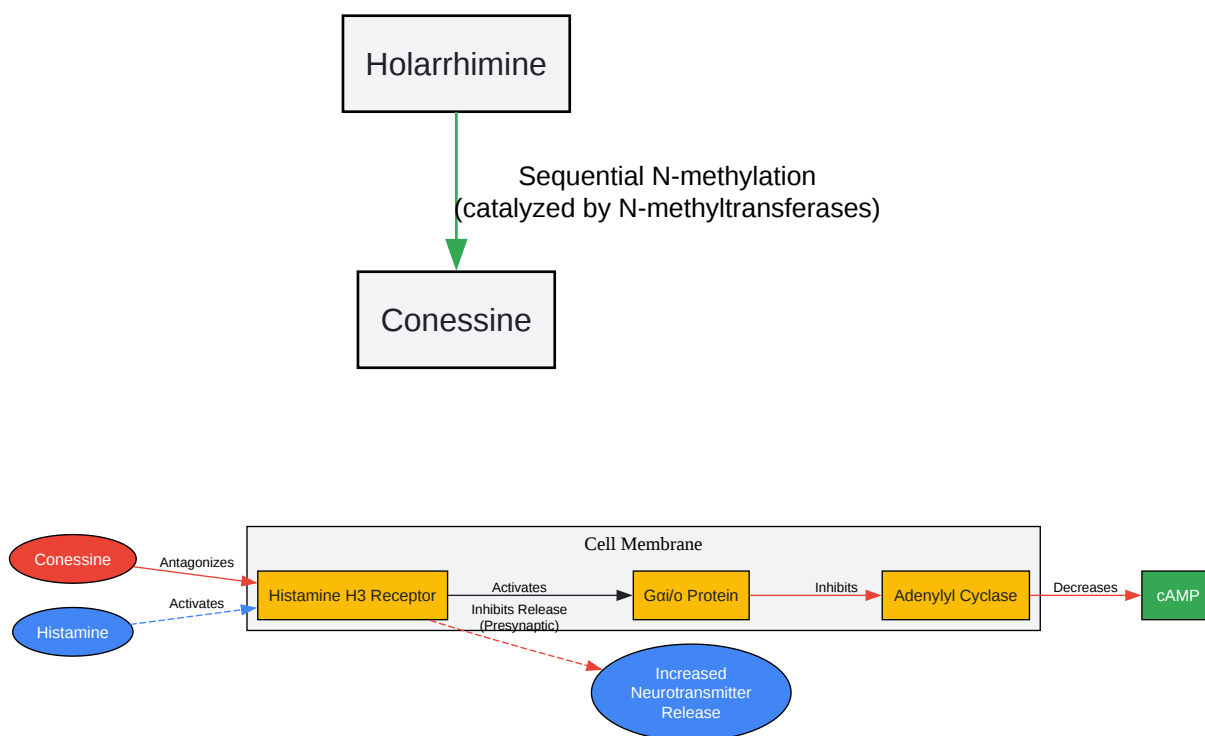 Holarrhimine
Sequential N-methylation
(catalyzed by N-methyltransferases)
Conessine
Cell Membrane
Conessine
Antagonizes
Histamine
Activates
Histamine H3 Receptor
Activates
Inhibits Release
(Presynaptic)
Gαi/o Protein
Inhibits
Adenylyl Cyclase
Decreases
cAMP
Increased
Neurotransmitter
Release